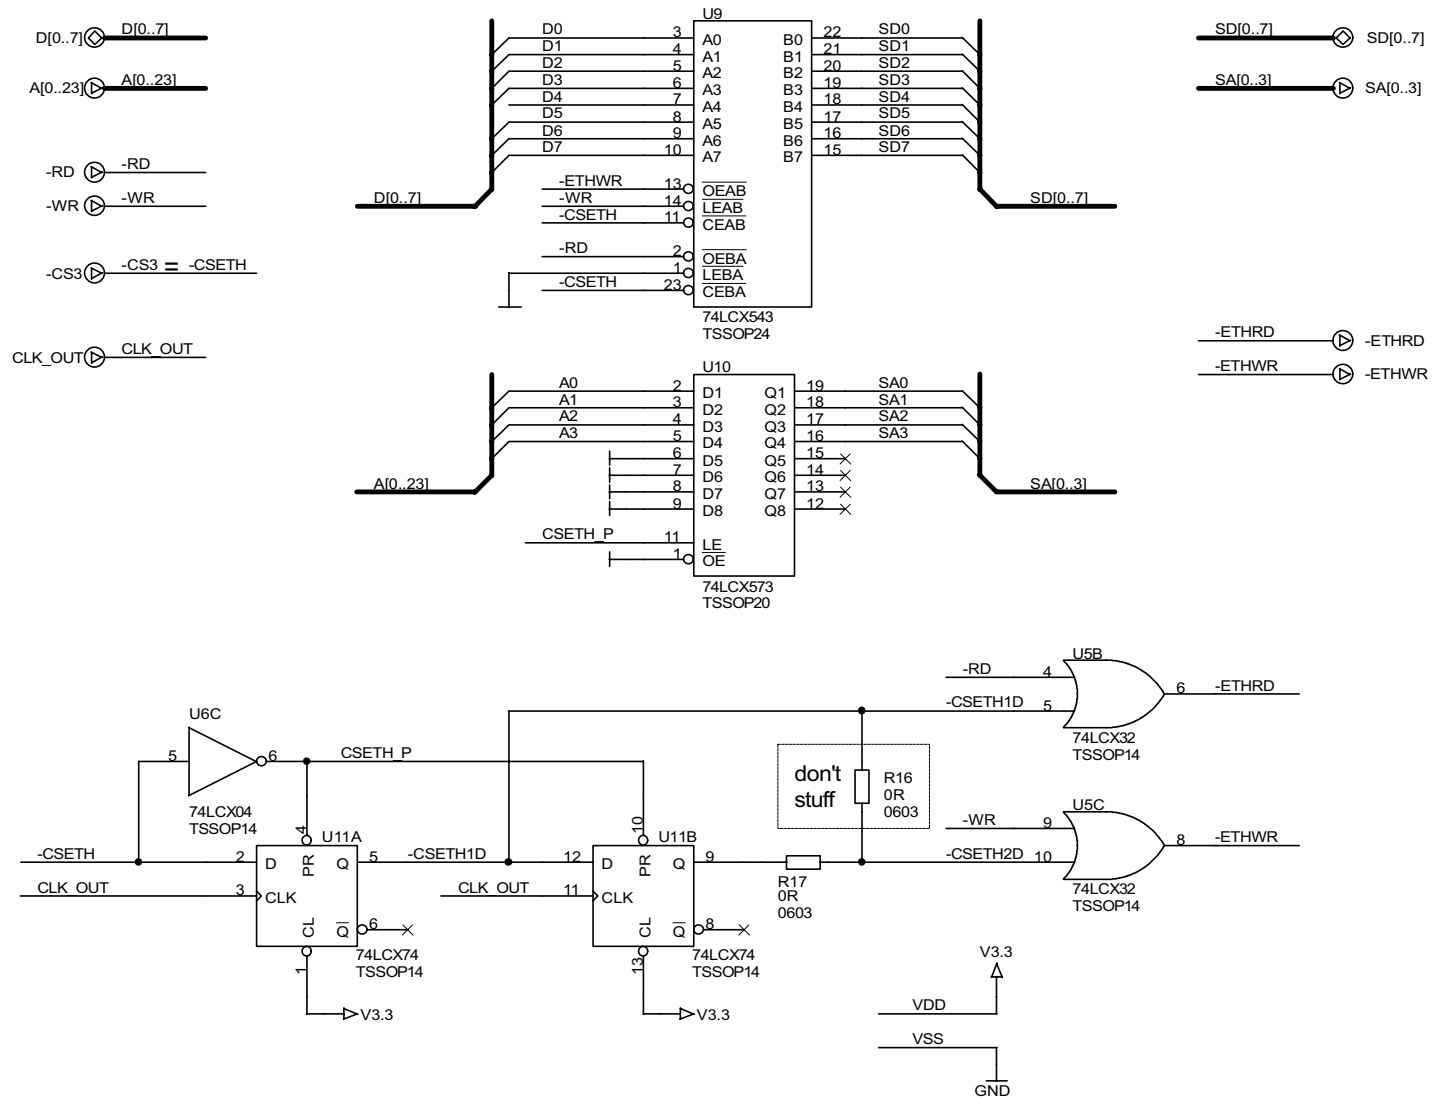 D[0..7] D[0..7]
A[0..23] A[0..23]
-RD -RD
-WR -WR
-CS3 -CS3 = -CSETH
CLK_OUT CLK_OUT
U9
D0 3 A0 B0 22 SD0
D1 4 A1 B1 21 SD1
D2 5 A2 B2 20 SD2
D3 6 A3 B3 19 SD3
D4 7 A4 B4 18 SD4
D5 8 A5 B5 17 SD5
D6 9 A6 B6 16 SD6
D7 10 A7 B7 15 SD7
D[0..7] SD[0..7]
-ETHWR 13 OEAB
-WR 14 LEAB
-CSETH 11 CEAB
-RD 2 OEBA
1 LEBA
-CSETH 23 CEBA
74LCX543
TSSOP24
SD[0..7] SD[0..7]
SA[0..3] SA[0..3]
-ETHRD -ETHRD
-ETHWR -ETHWR
U10
A0 2 D1 Q1 19 SA0
A1 3 D2 Q2 18 SA1
A2 4 D3 Q3 17 SA2
A3 5 D4 Q4 16 SA3
6 D5 Q5 15
7 D6 Q6 14
8 D7 Q7 13
9 D8 Q8 12
A[0..23] SA[0..3]
CSETH_P 11 LE
1 OE
74LCX573
TSSOP20
U6C
5 6 CSETH_P
74LCX04
TSSOP14
U11A
4
-CSETH 2 D PR Q 5 -CSETH1D
CLK_OUT 3 CLK
CL Q 6
1
74LCX74
TSSOP14
V3.3
U11B
10
12 D PR Q 9
CLK_OUT 11 CLK
CL Q 8
13
74LCX74
TSSOP14
V3.3
R17
0R
0603
don't
stuff
R16
0R
0603
U5B
-RD 4
-CSETH1D 5
6 -ETHRD
74LCX32
TSSOP14
U5C
-WR 9
-CSETH2D 10
8 -ETHWR
74LCX32
TSSOP14
V3.3
VDD
VSS
GND